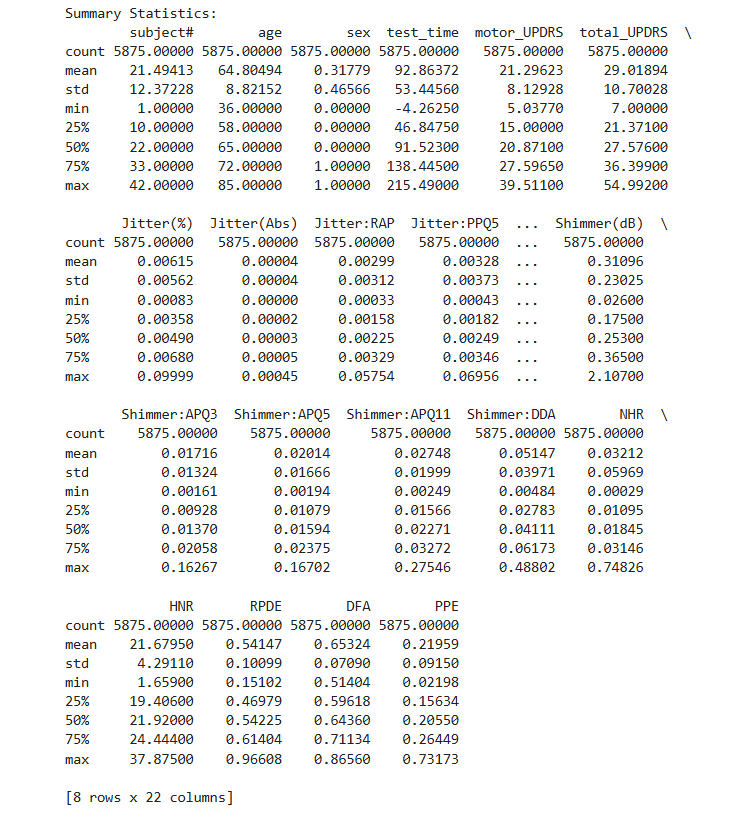 Summary Statistics:
subject# age sex test_time motor_UPDRS total_UPDRS \
count 5875.00000 5875.00000 5875.00000 5875.00000 5875.00000 5875.00000
mean 21.49413 64.80494 0.31779 92.86372 21.29623 29.01894
std 12.37228 8.82152 0.46566 53.44560 8.12928 10.70028
min 1.00000 36.00000 0.00000 -4.26250 5.03770 7.00000
25% 10.00000 58.00000 0.00000 46.84750 15.00000 21.37100
50% 22.00000 65.00000 0.00000 91.52300 20.87100 27.57600
75% 33.00000 72.00000 1.00000 138.44500 27.59650 36.39900
max 42.00000 85.00000 1.00000 215.49000 39.51100 54.99200
Jitter(%) Jitter(Abs) Jitter:RAP Jitter:PPQ5 ... Shimmer(dB) \
count 5875.00000 5875.00000 5875.00000 5875.00000 ... 5875.00000
mean 0.00615 0.00004 0.00299 0.00328 ... 0.31096
std 0.00562 0.00004 0.00312 0.00373 ... 0.23025
min 0.00083 0.00000 0.00033 0.00043 ... 0.02600
25% 0.00358 0.00002 0.00158 0.00182 ... 0.17500
50% 0.00490 0.00003 0.00225 0.00249 ... 0.25300
75% 0.00680 0.00005 0.00329 0.00346 ... 0.36500
max 0.09999 0.00045 0.05754 0.06956 ... 2.10700
Shimmer:APQ3 Shimmer:APQ5 Shimmer:APQ11 Shimmer:DDA NHR \
count 5875.00000 5875.00000 5875.00000 5875.00000 5875.00000
mean 0.01716 0.02014 0.02748 0.05147 0.03212
std 0.01324 0.01666 0.01999 0.03971 0.05969
min 0.00161 0.00194 0.00249 0.00484 0.00029
25% 0.00928 0.01079 0.01566 0.02783 0.01095
50% 0.01370 0.01594 0.02271 0.04111 0.01845
75% 0.02058 0.02375 0.03272 0.06173 0.03146
max 0.16267 0.16702 0.27546 0.48802 0.74826
HNR RPDE DFA PPE
count 5875.00000 5875.00000 5875.00000 5875.00000
mean 21.67950 0.54147 0.65324 0.21959
std 4.29110 0.10099 0.07090 0.09150
min 1.65900 0.15102 0.51404 0.02198
25% 19.40600 0.46979 0.59618 0.15634
50% 21.92000 0.54225 0.64360 0.20550
75% 24.44400 0.61404 0.71134 0.26449
max 37.87500 0.96608 0.86560 0.73173
[8 rows x 22 columns]